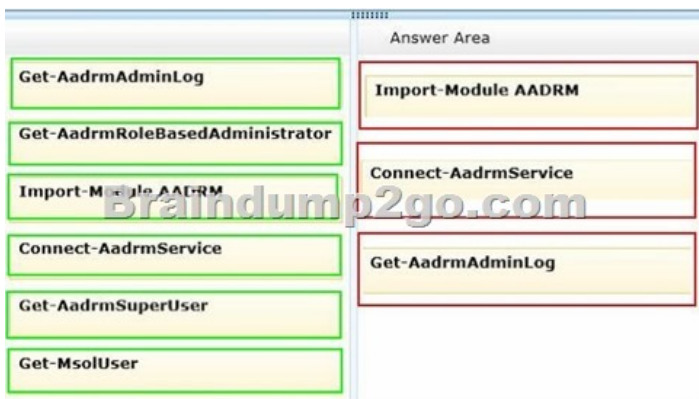 Answer Area
Get-AadrmAdminLog
Get-AadrmRoleBasedAdministrator
Import-Module AADRM
Connect-AadrmService
Get-AadrmSuperUser
Get-MsolUser
Import-Module AADRM
Connect-AadrmService
Get-AadrmAdminLog
Braindump2go.com